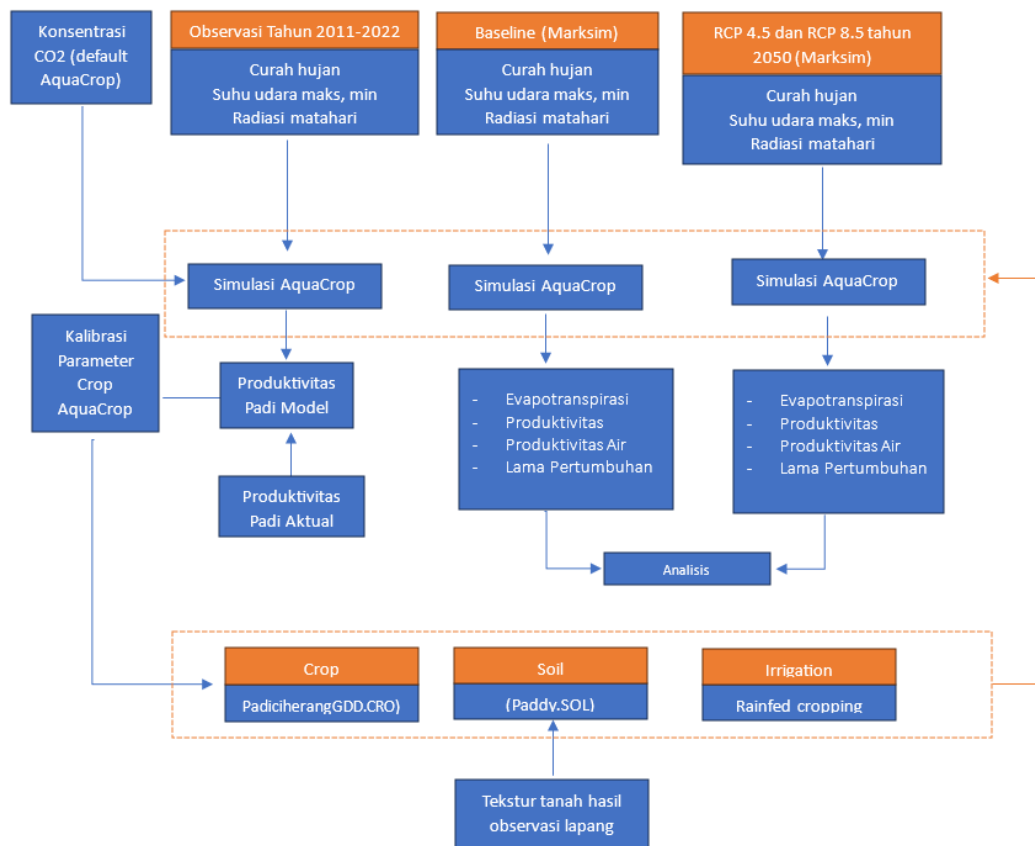 Konsentrasi
CO2 (default
AquaCrop)
Observasi Tahun 2011-2022
Curah hujan
Suhu udara maks, min
Radiasi matahari
Baseline (Marksim)
Curah hujan
Suhu udara maks, min
Radiasi matahari
RCP 4.5 dan RCP 8.5 tahun
2050 (Marksim)
Curah hujan
Suhu udara maks, min
Radiasi matahari
Simulasi AquaCrop
Simulasi AquaCrop
Simulasi AquaCrop
Kalibrasi
Parameter
Crop
AquaCrop
Produktivitas
Padi Model
Produktivitas
Padi Aktual
- Evapotranspirasi
- Produktivitas
- Produktivitas Air
- Lama Pertumbuhan
- Evapotranspirasi
- Produktivitas
- Produktivitas Air
- Lama Pertumbuhan
Analisis
Crop
PadiciherangGDD.CRO)
Soil
(Paddy.SOL)
Irrigation
Rainfed cropping
Tekstur tanah hasil
observasi lapang